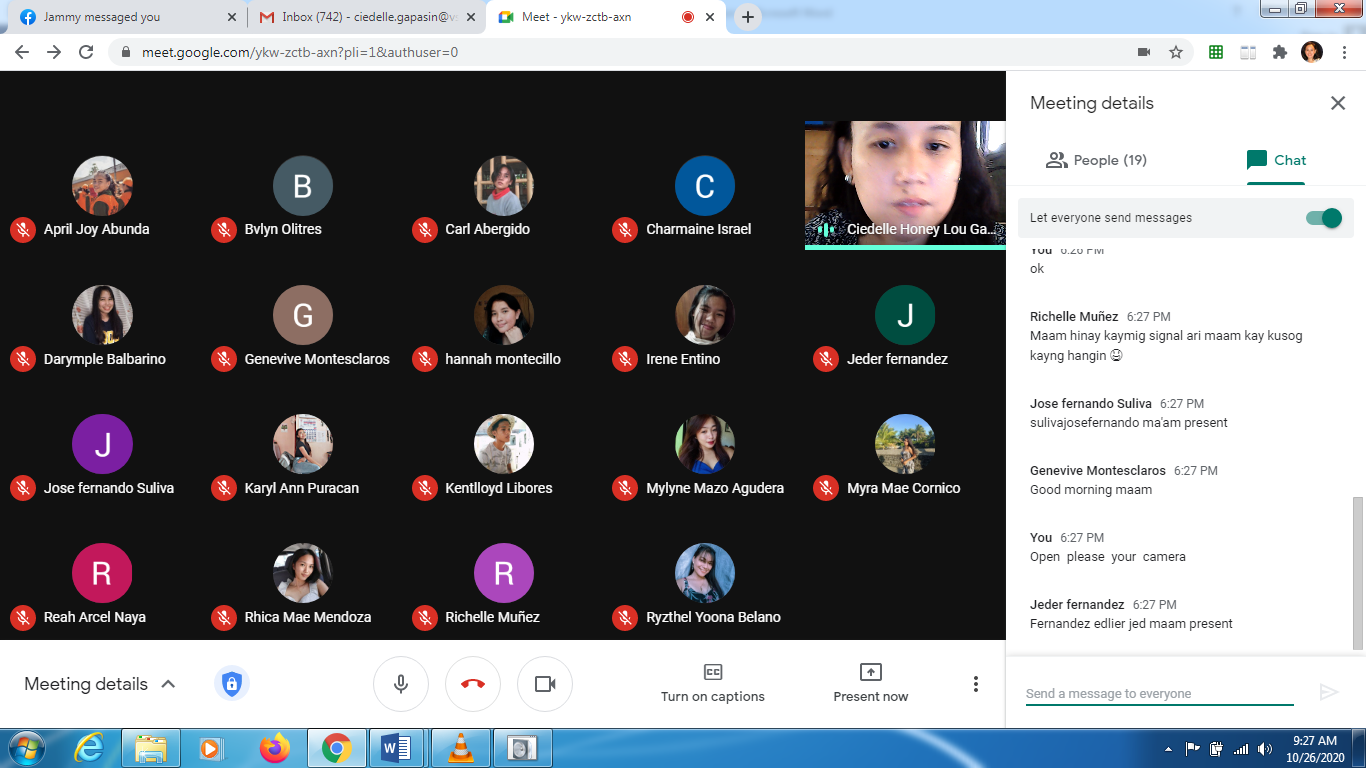 Jammy messaged you
Inbox (742) - ciedelle.gapasin@vs
Meet - ykw-zctb-axn
meet.google.com/ykw-zctb-axn?pli=1&authuser=0
April Joy Abunda
B
Bvlyn Olitres
Carl Abergido
C
Charmaine Israel
Ciedelle Honey Lou Ga...
Darymple Balbarino
G
Genevive Montesclaros
hannah montecillo
Irene Entino
J
Jeder fernandez
J
Jose fernando Suliva
Karyl Ann Puracan
Kentlloyd Libores
Mylyne Mazo Agudera
Myra Mae Cornico
R
Reah Arcel Naya
Rhica Mae Mendoza
R
Richelle Muñez
Ryzthel Yoona Belano
Meeting details
CC
Turn on captions
Present now
Meeting details
People (19)
Chat
Let everyone send messages
You 6:26 PM
ok
Richelle Muñez 6:27 PM
Maam hinay kaymig signal ari maam kay kusog
kayng hangin
Jose fernando Suliva 6:27 PM
sulivajosefernando ma'am present
Genevive Montesclaros 6:27 PM
Good morning maam
You 6:27 PM
Open please your camera
Jeder fernandez 6:27 PM
Fernandez edlier jed maam present
Send a message to everyone
9:27 AM
10/26/2020